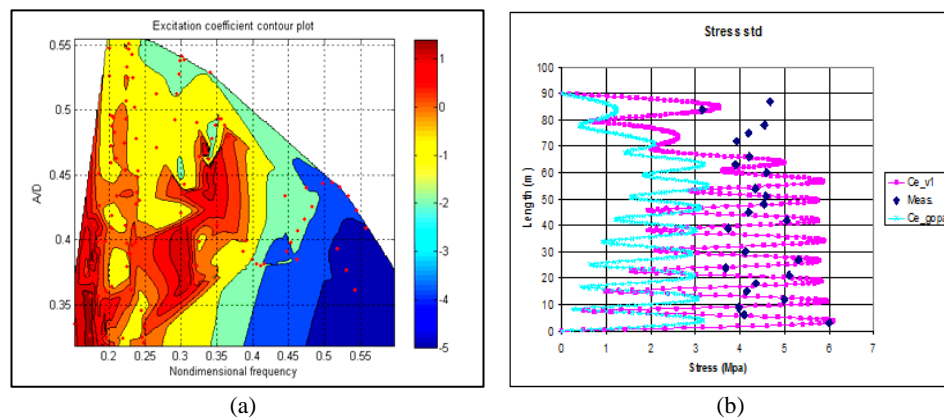 Excitation coefficient contour plot
0.55
0.5
0.45
0.4
0.35
A/D
0.2 0.25 0.3 0.35 0.4 0.45 0.5 0.55
Nondimensional frequency
1
0
-1
-2
-3
-4
-5
(a)
Stress std
100
90
80
70
60
50
40
30
20
10
0
Length (m)
0 1 2 3 4 5 6 7
Stress (Mpa)
Ce_v1
Meas.
Ce_gppa
(b)